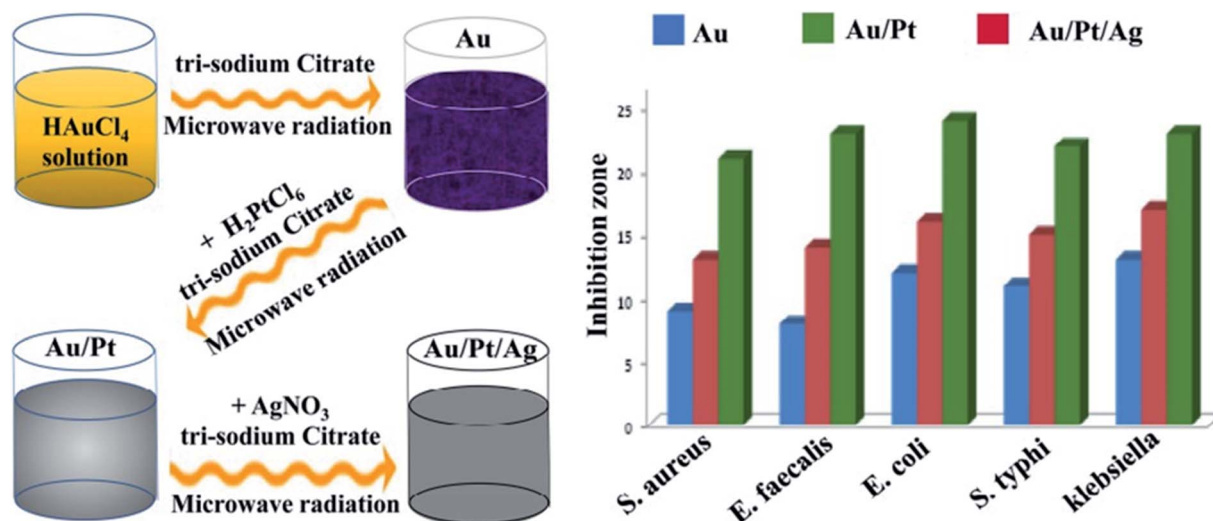 tri-sodium Citrate
Microwave radiation
HAuCl₄
solution
Au
+ H₂PtCl₆
tri-sodium Citrate
Microwave radiation
Au/Pt
+ AgNO₃
tri-sodium Citrate
Microwave radiation
Au/Pt/Ag
Au
Au/Pt
Au/Pt/Ag
Inhibition zone
25
20
15
10
5
0
S. aureus
E. faecalis
E. coli
S. typhi
klebsiella